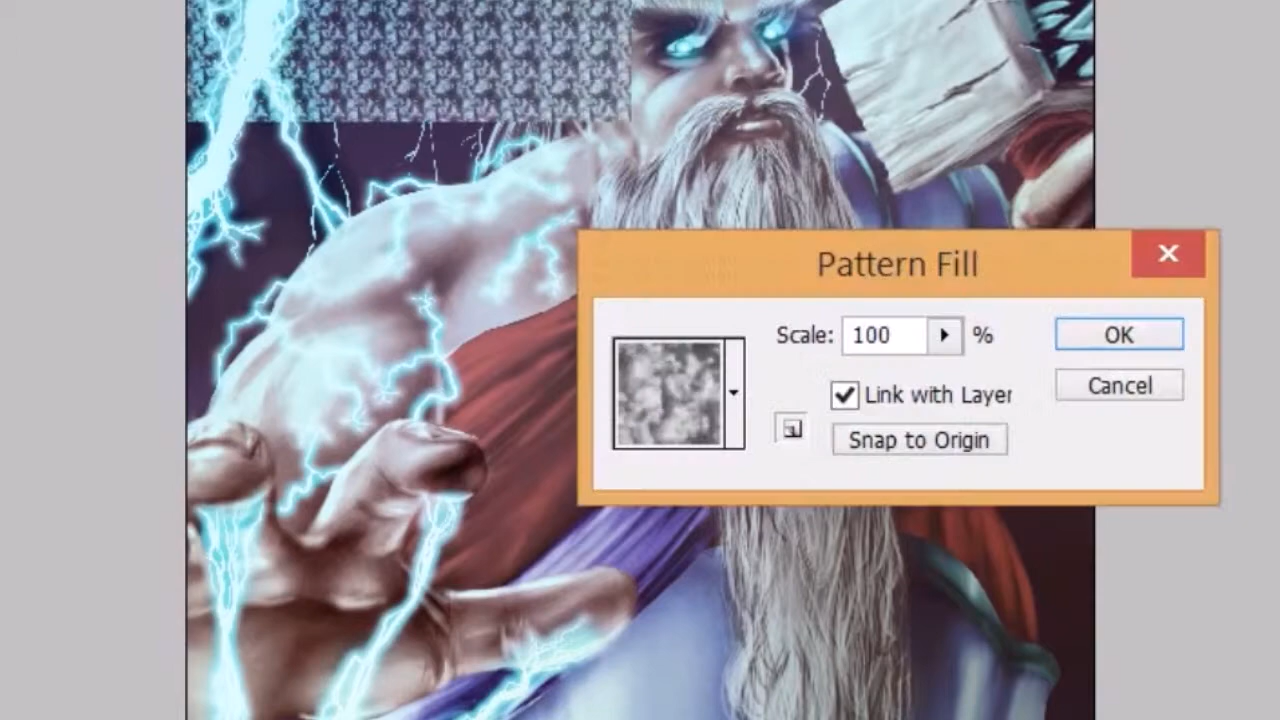 Pattern Fill
Scale: 100 %
OK
Link with Layer
Cancel
Snap to Origin